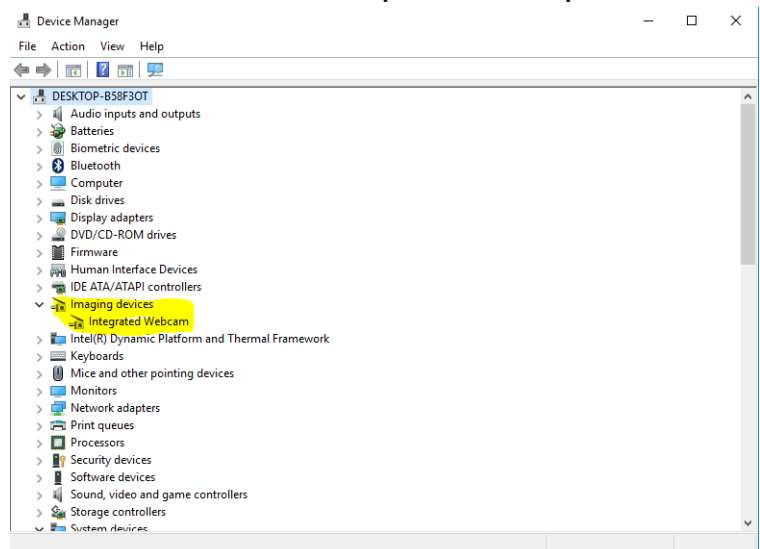 Device Manager
File Action View Help
DESKTOP-B58F3OT
Audio inputs and outputs
Batteries
Biometric devices
Bluetooth
Computer
Disk drives
Display adapters
DVD/CD-ROM drives
Firmware
Human Interface Devices
IDE ATA/ATAPI controllers
Imaging devices
Integrated Webcam
Intel(R) Dynamic Platform and Thermal Framework
Keyboards
Mice and other pointing devices
Monitors
Network adapters
Print queues
Processors
Security devices
Software devices
Sound, video and game controllers
Storage controllers
System devices